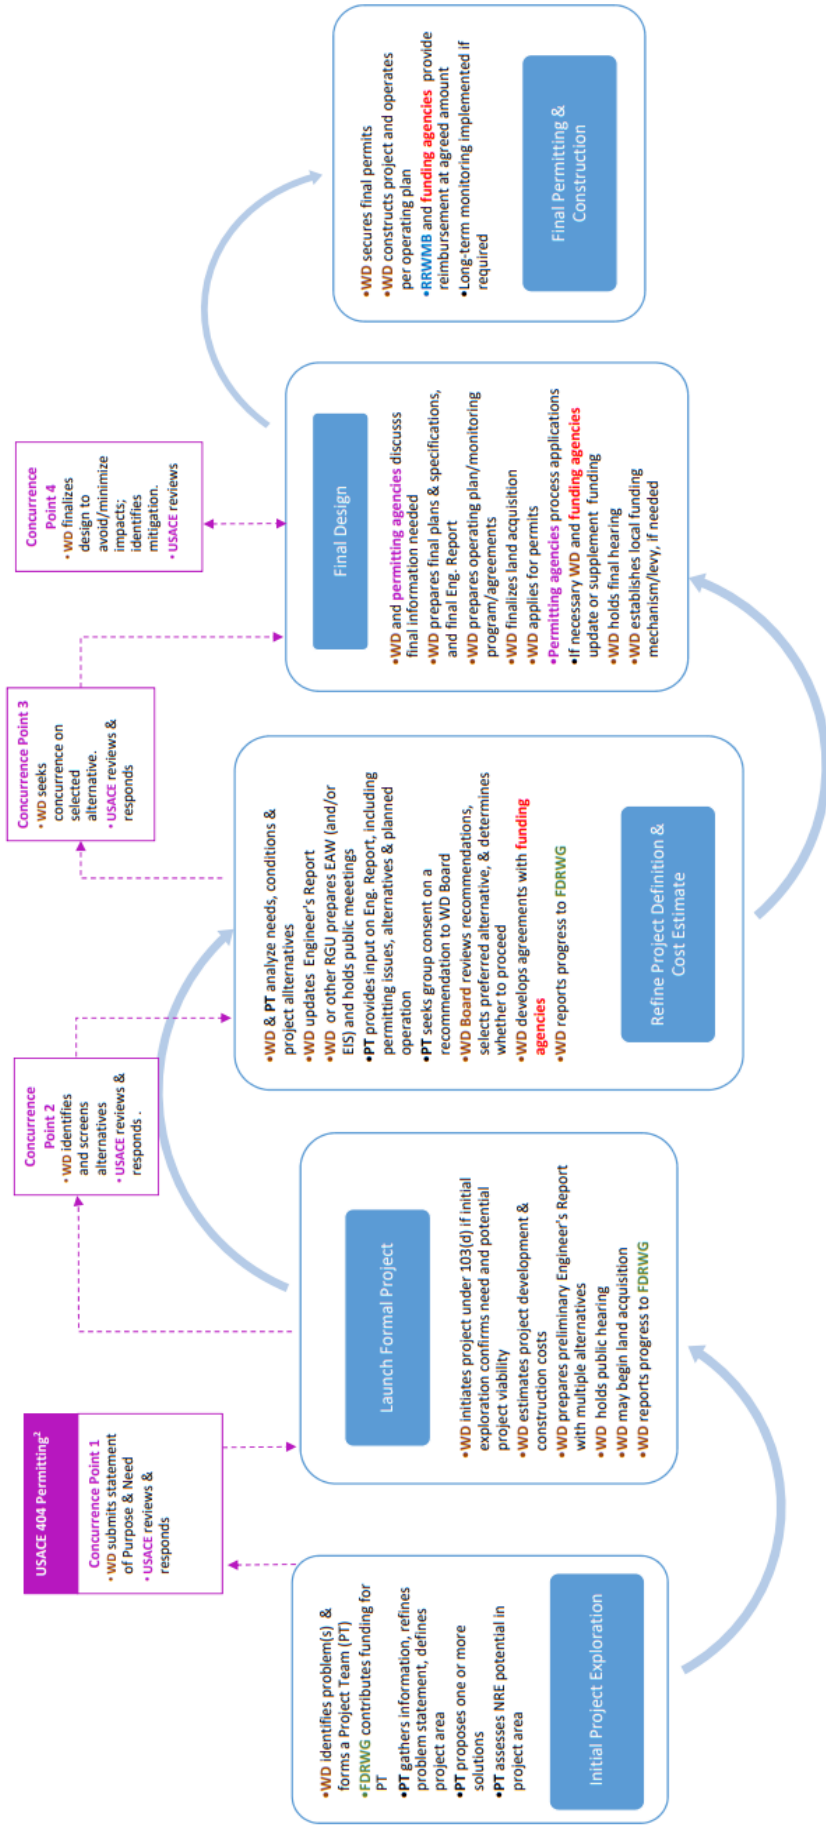 USACE 404 Permitting²
Concurrence Point 1
• WD submits statement
of Purpose & Need
• USACE reviews &
responds
Concurrence
Point 2
• WD identifies
and screens
alternatives
• USACE reviews &
responds .
Concurrence Point 3
• WD seeks
concurrence on
selected
alternative.
• USACE reviews &
responds
Concurrence
Point 4
• WD finalizes
design to
avoid/minimize
impacts;
identifies
mitigation.
• USACE reviews
•WD identifies problem(s) &
forms a Project Team (PT)
•FDRWG contributes funding for
PT
•PT gathers information, refines
problem statement, defines
project area
•PT proposes one or more
solutions
•PT assesses NRE potential in
project area
Initial Project Exploration
Launch Formal Project
•WD initiates project under 103(d) if initial
exploration confirms need and potential
project viability
•WD estimates project development &
construction costs
•WD prepares preliminary Engineer's Report
with multiple alternatives
•WD holds public hearing
•WD may begin land acquisition
•WD reports progress to FDRWG
•WD & PT analyze needs, conditions &
project allternatives
•WD updates Engineer's Report
•WD or other RGU prepares EAW (and/or
EIS) and holds public meeetings
•PT provides input on Eng. Report, including
permitting issues, alternatives & planned
operation
•PT seeks group consent on a
recommendation to WD Board
•WD Board reviews recommendations,
selects preferred alternative, & determines
whether to proceed
•WD develops agreements with funding
agencies
•WD reports progress to FDRWG
Refine Project Definition &
Cost Estimate
Final Design
•WD and permitting agencies discusss
final information needed
•WD prepares final plans & specifications,
and final Eng. Report
•WD prepares operating plan/monitoring
program/agreements
•WD finalizes land acquisition
•WD applies for permits
•Permitting agencies process applications
•If necessary WD and funding agencies
update or supplement funding
•WD holds final hearing
•WD establishes local funding
mechanism/levy, if needed
•WD secures final permits
•WD constructs project and operates
per operating plan
•RRWMB and funding agencies provide
reimbursement at agreed amount
•Long-term monitoring implemented if
required
Final Permitting &
Construction